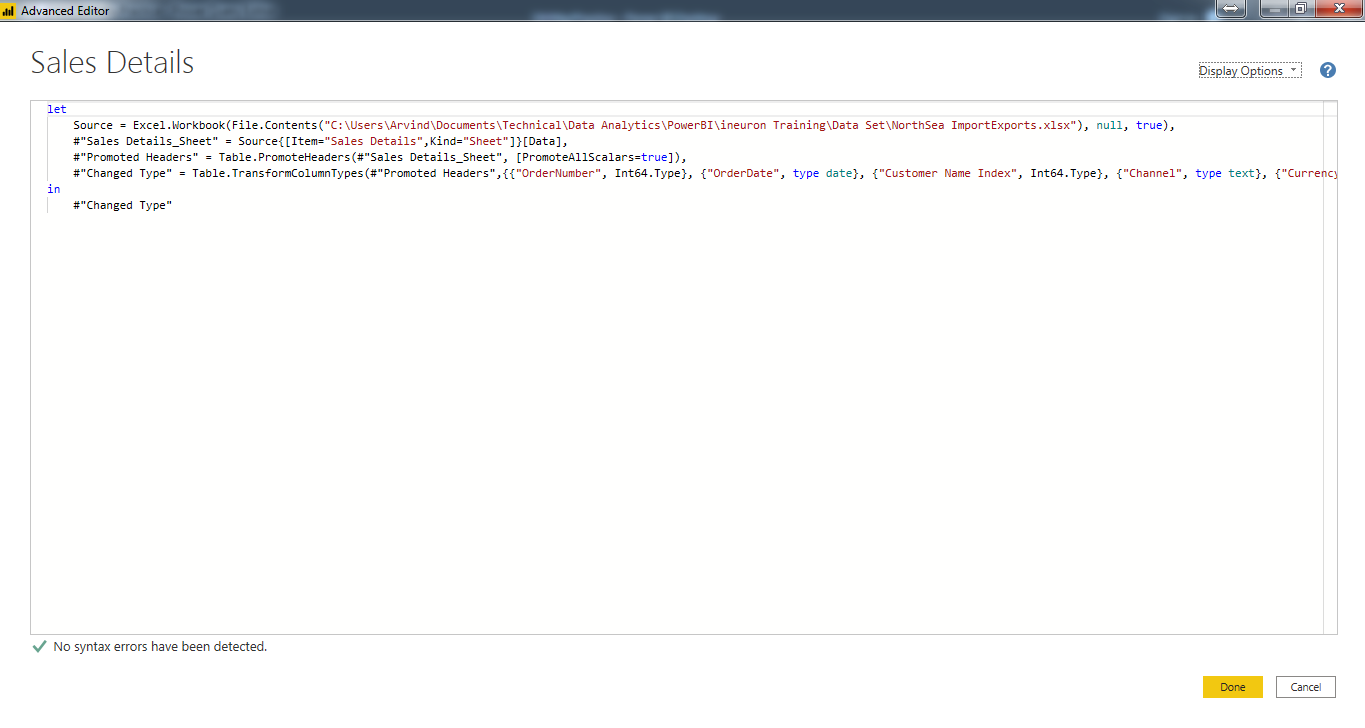 Advanced Editor
Sales Details
Display Options
?
let
Source = Excel.Workbook(File.Contents("C:\Users\Arvind\Documents\Technical\Data Analytics\PowerBI\ineuron Training\Data Set\NorthSea ImportExports.xlsx"), null, true),
#"Sales Details_Sheet" = Source{[Item="Sales Details",Kind="Sheet"]}[Data],
#"Promoted Headers" = Table.PromoteHeaders(#"Sales Details_Sheet", [PromoteAllScalars=true]),
#"Changed Type" = Table.TransformColumnTypes(#"Promoted Headers",{{"OrderNumber", Int64.Type}, {"OrderDate", type date}, {"Customer Name Index", Int64.Type}, {"Channel", type text}, {"Currency
in
#"Changed Type"
No syntax errors have been detected.
Done
Cancel